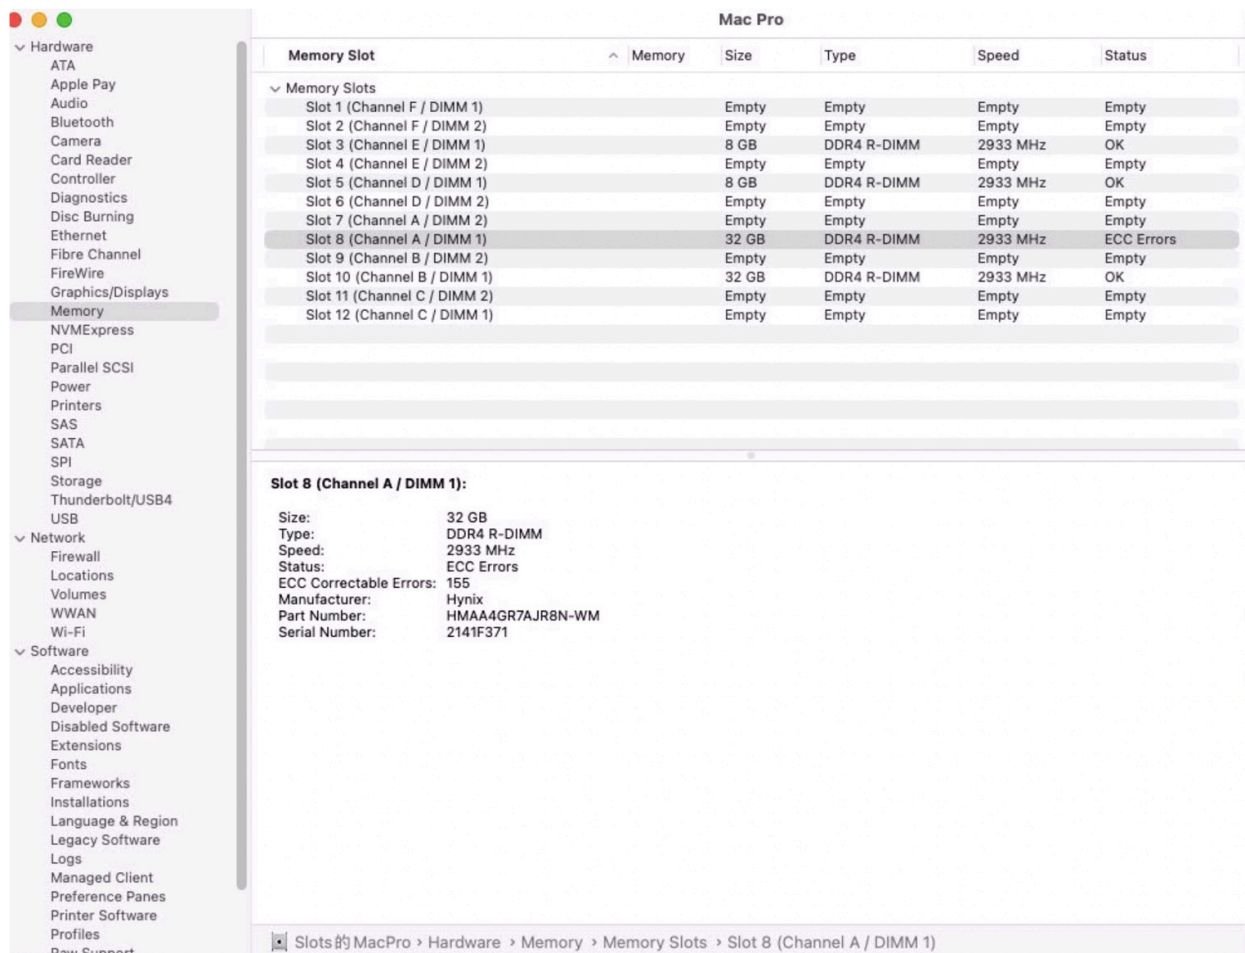 Mac Pro
Hardware
ATA
Apple Pay
Audio
Bluetooth
Camera
Card Reader
Controller
Diagnostics
Disc Burning
Ethernet
Fibre Channel
FireWire
Graphics/Displays
Memory
NVMExpress
PCI
Parallel SCSI
Power
Printers
SAS
SATA
SPI
Storage
Thunderbolt/USB4
USB
Network
Firewall
Locations
Volumes
WWAN
Wi-Fi
Software
Accessibility
Applications
Developer
Disabled Software
Extensions
Fonts
Frameworks
Installations
Language & Region
Legacy Software
Logs
Managed Client
Preference Panes
Printer Software
Profiles
Raw Support
Memory Slot Memory Size Type Speed Status
Memory Slots
Slot 1 (Channel F / DIMM 1) Empty Empty Empty Empty
Slot 2 (Channel F / DIMM 2) Empty Empty Empty Empty
Slot 3 (Channel E / DIMM 1) 8 GB DDR4 R-DIMM 2933 MHz OK
Slot 4 (Channel E / DIMM 2) Empty Empty Empty Empty
Slot 5 (Channel D / DIMM 1) 8 GB DDR4 R-DIMM 2933 MHz OK
Slot 6 (Channel D / DIMM 2) Empty Empty Empty Empty
Slot 7 (Channel A / DIMM 2) Empty Empty Empty Empty
Slot 8 (Channel A / DIMM 1) 32 GB DDR4 R-DIMM 2933 MHz ECC Errors
Slot 9 (Channel B / DIMM 2) Empty Empty Empty Empty
Slot 10 (Channel B / DIMM 1) 32 GB DDR4 R-DIMM 2933 MHz OK
Slot 11 (Channel C / DIMM 2) Empty Empty Empty Empty
Slot 12 (Channel C / DIMM 1) Empty Empty Empty Empty
Slot 8 (Channel A / DIMM 1):
Size: 32 GB
Type: DDR4 R-DIMM
Speed: 2933 MHz
Status: ECC Errors
ECC Correctable Errors: 155
Manufacturer: Hynix
Part Number: HMAA4GR7AJR8N-WM
Serial Number: 2141F371
Slots的MacPro › Hardware › Memory › Memory Slots › Slot 8 (Channel A / DIMM 1)